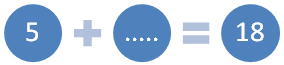 5 + ..... = 18